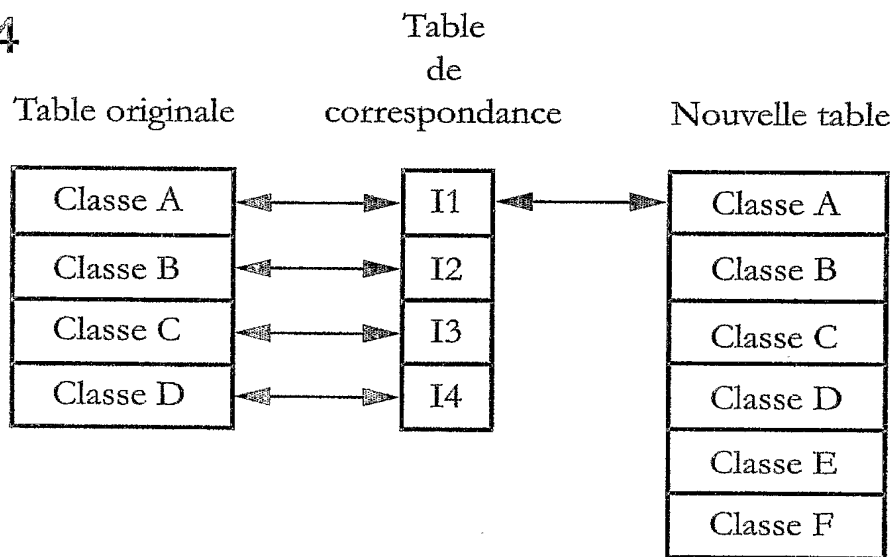 4
Table
de
correspondance
Table originale
Nouvelle table
Classe A
I1
Classe A
Classe B
I2
Classe B
Classe C
I3
Classe C
Classe D
I4
Classe D
Classe E
Classe F